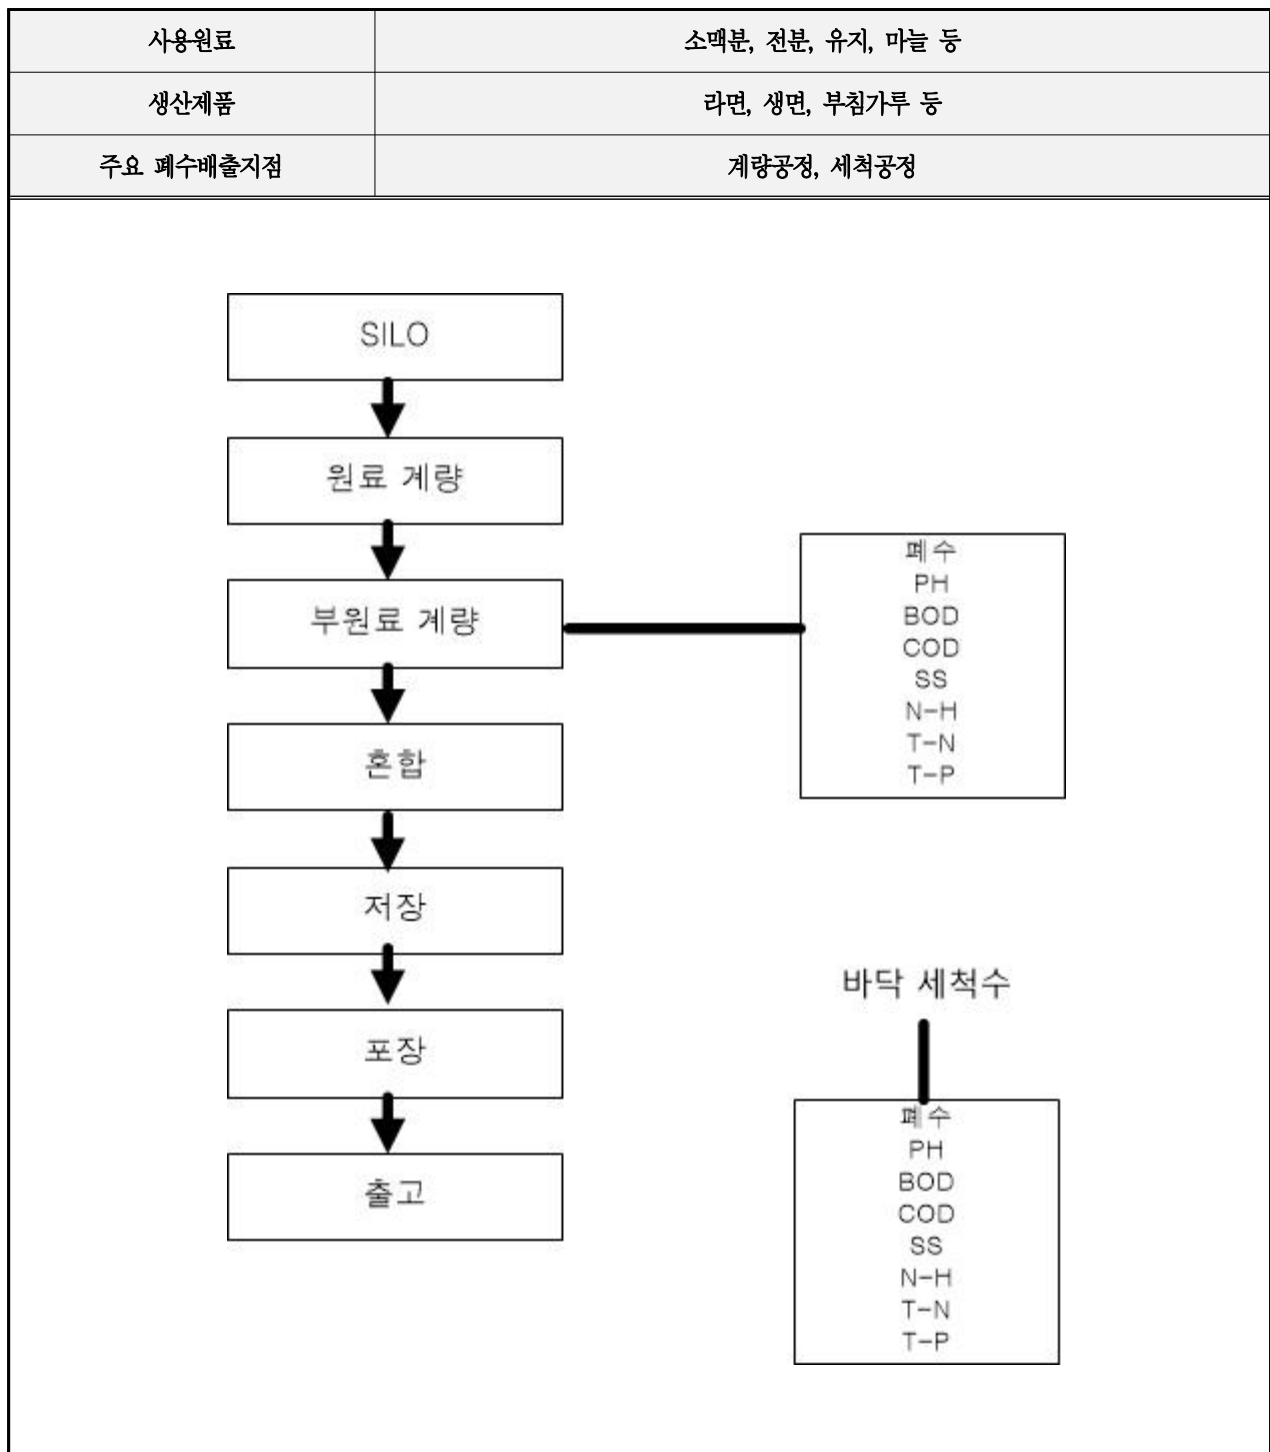 사용원료 소맥분, 전분, 유지, 마늘 등
생산제품 라면, 생면, 부침가루 등
주요 폐수배출지점 계량공정, 세척공정
SILO
원료 계량
부원료 계량
혼합
저장
포장
출고
폐수
PH
BOD
COD
SS
N-H
T-N
T-P
바닥 세척수
폐수
PH
BOD
COD
SS
N-H
T-N
T-P